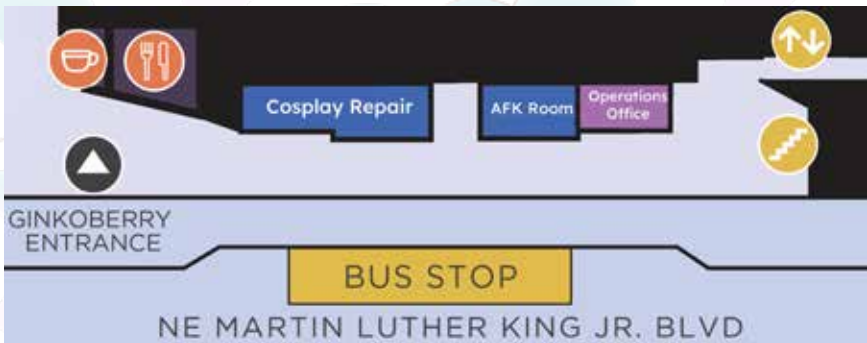 Cosplay Repair
AFK Room
Operations
Office
GINKOBERRY
ENTRANCE
BUS STOP
NE MARTIN LUTHER KING JR. BLVD